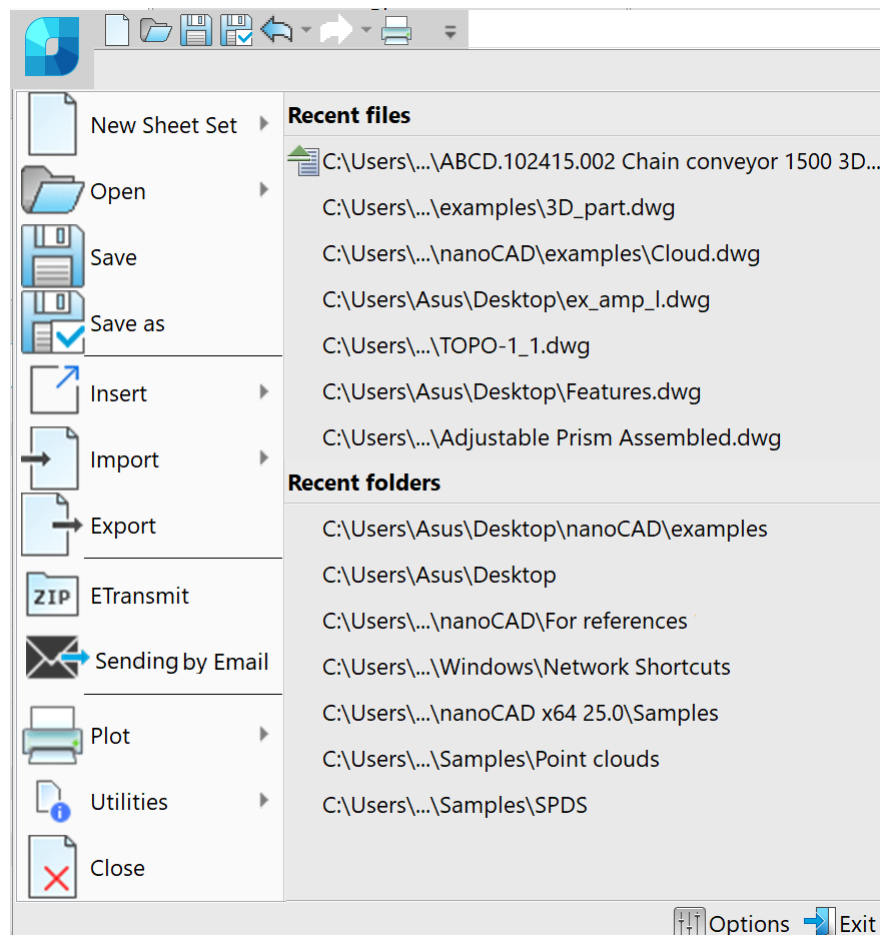 New Sheet Set
Open
Save
Save as
Insert
Import
Export
ZIP ETransmit
Sending by Email
Plot
Utilities
Close
Recent files
C:\Users\...\ABCD.102415.002 Chain conveyor 1500 3D...
C:\Users\...\examples\3D_part.dwg
C:\Users\...\nanoCAD\examples\Cloud.dwg
C:\Users\Asus\Desktop\ex_amp_l.dwg
C:\Users\...\TOPO-1_1.dwg
C:\Users\Asus\Desktop\Features.dwg
C:\Users\...\Adjustable Prism Assembled.dwg
Recent folders
C:\Users\Asus\Desktop\nanoCAD\examples
C:\Users\Asus\Desktop
C:\Users\...\nanoCAD\For references
C:\Users\...\Windows\Network Shortcuts
C:\Users\...\nanoCAD x64 25.0\Samples
C:\Users\...\Samples\Point clouds
C:\Users\...\Samples\SPDS
Options Exit